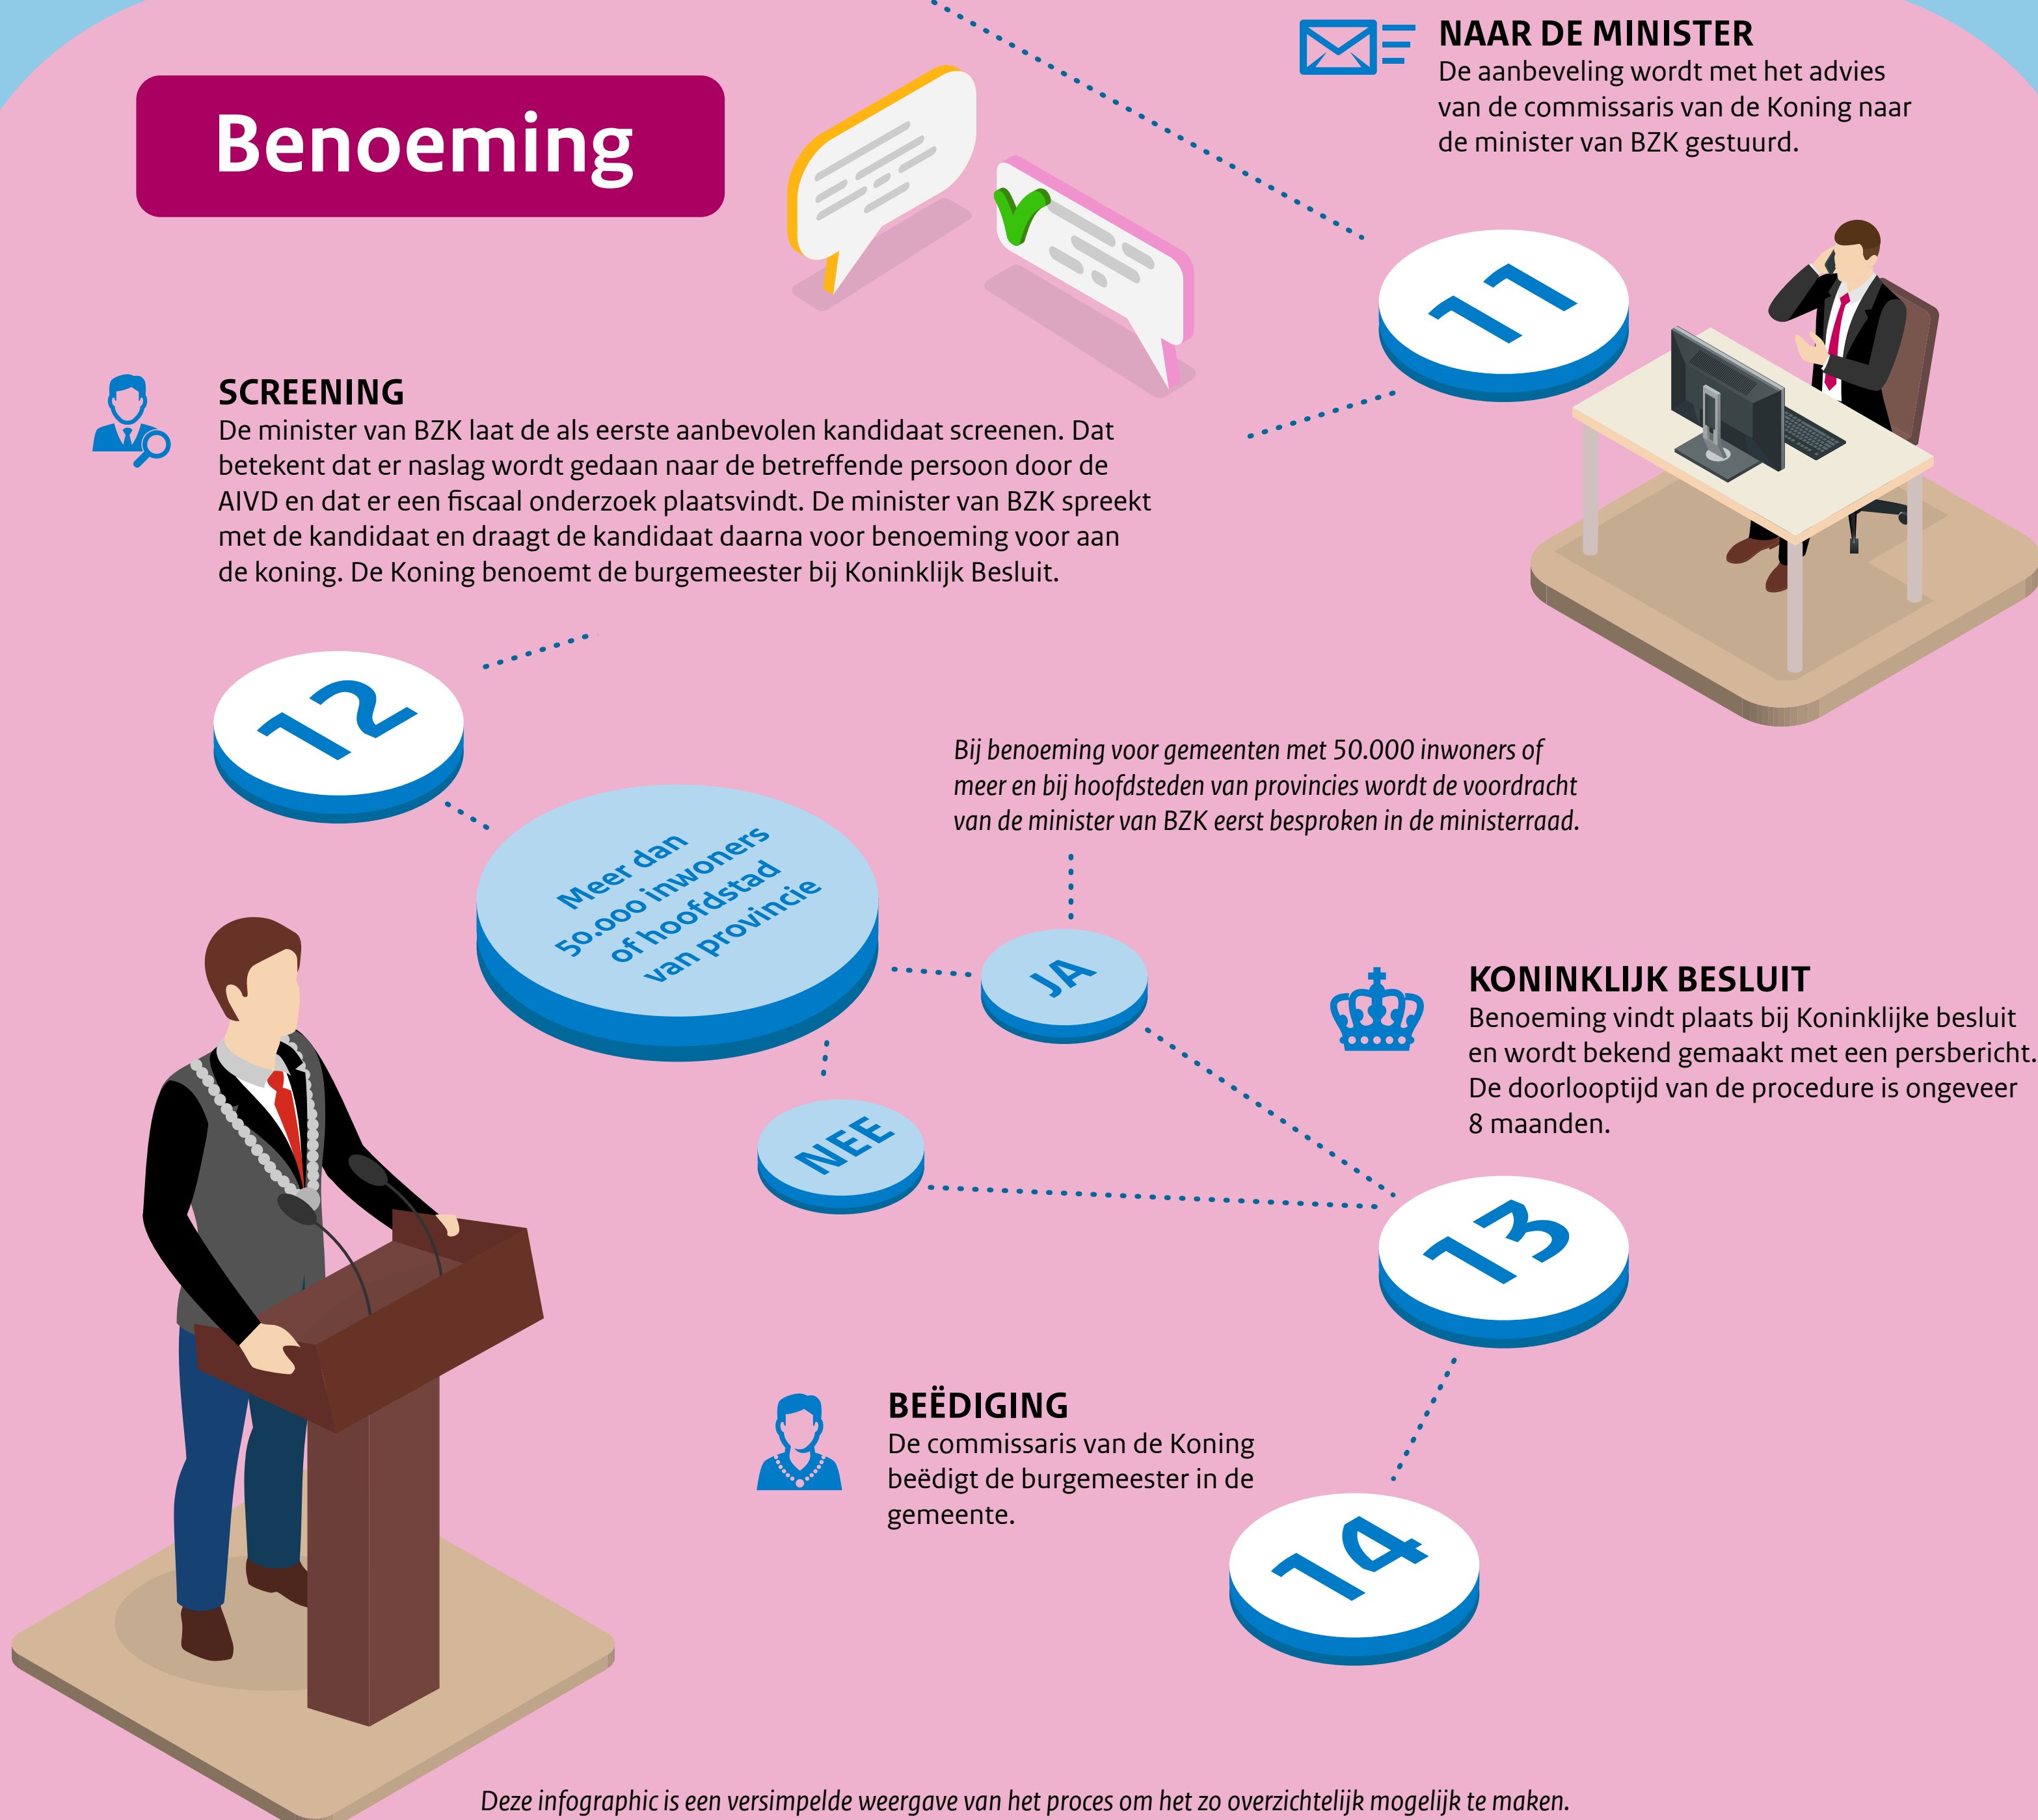 Benoeming
NAAR DE MINISTER
De aanbeveling wordt met het advies
van de commissaris van de Koning naar
de minister van BZK gestuurd.
11
SCREENING
De minister van BZK laat de als eerste aanbevolen kandidaat screenen. Dat
betekent dat er naslag wordt gedaan naar de betreffende persoon door de
AIVD en dat er een fiscaal onderzoek plaatsvindt. De minister van BZK spreekt
met de kandidaat en draagt de kandidaat daarna voor benoeming voor aan
de koning. De Koning benoemt de burgemeester bij Koninklijk Besluit.
12
Meer dan
50.000 inwoners
of hoofdstad
van provincie
Bij benoeming voor gemeenten met 50.000 inwoners of
meer en bij hoofdsteden van provincies wordt de voordracht
van de minister van BZK eerst besproken in de ministerraad.
JA
NEE
KONINKLIJK BESLUIT
Benoeming vindt plaats bij Koninklijke besluit
en wordt bekend gemaakt met een persbericht.
De doorlooptijd van de procedure is ongeveer
8 maanden.
13
BEËDIGING
De commissaris van de Koning
beëdigt de burgemeester in de
gemeente.
14
Deze infographic is een versimpelde weergave van het proces om het zo overzichtelijk mogelijk te maken.